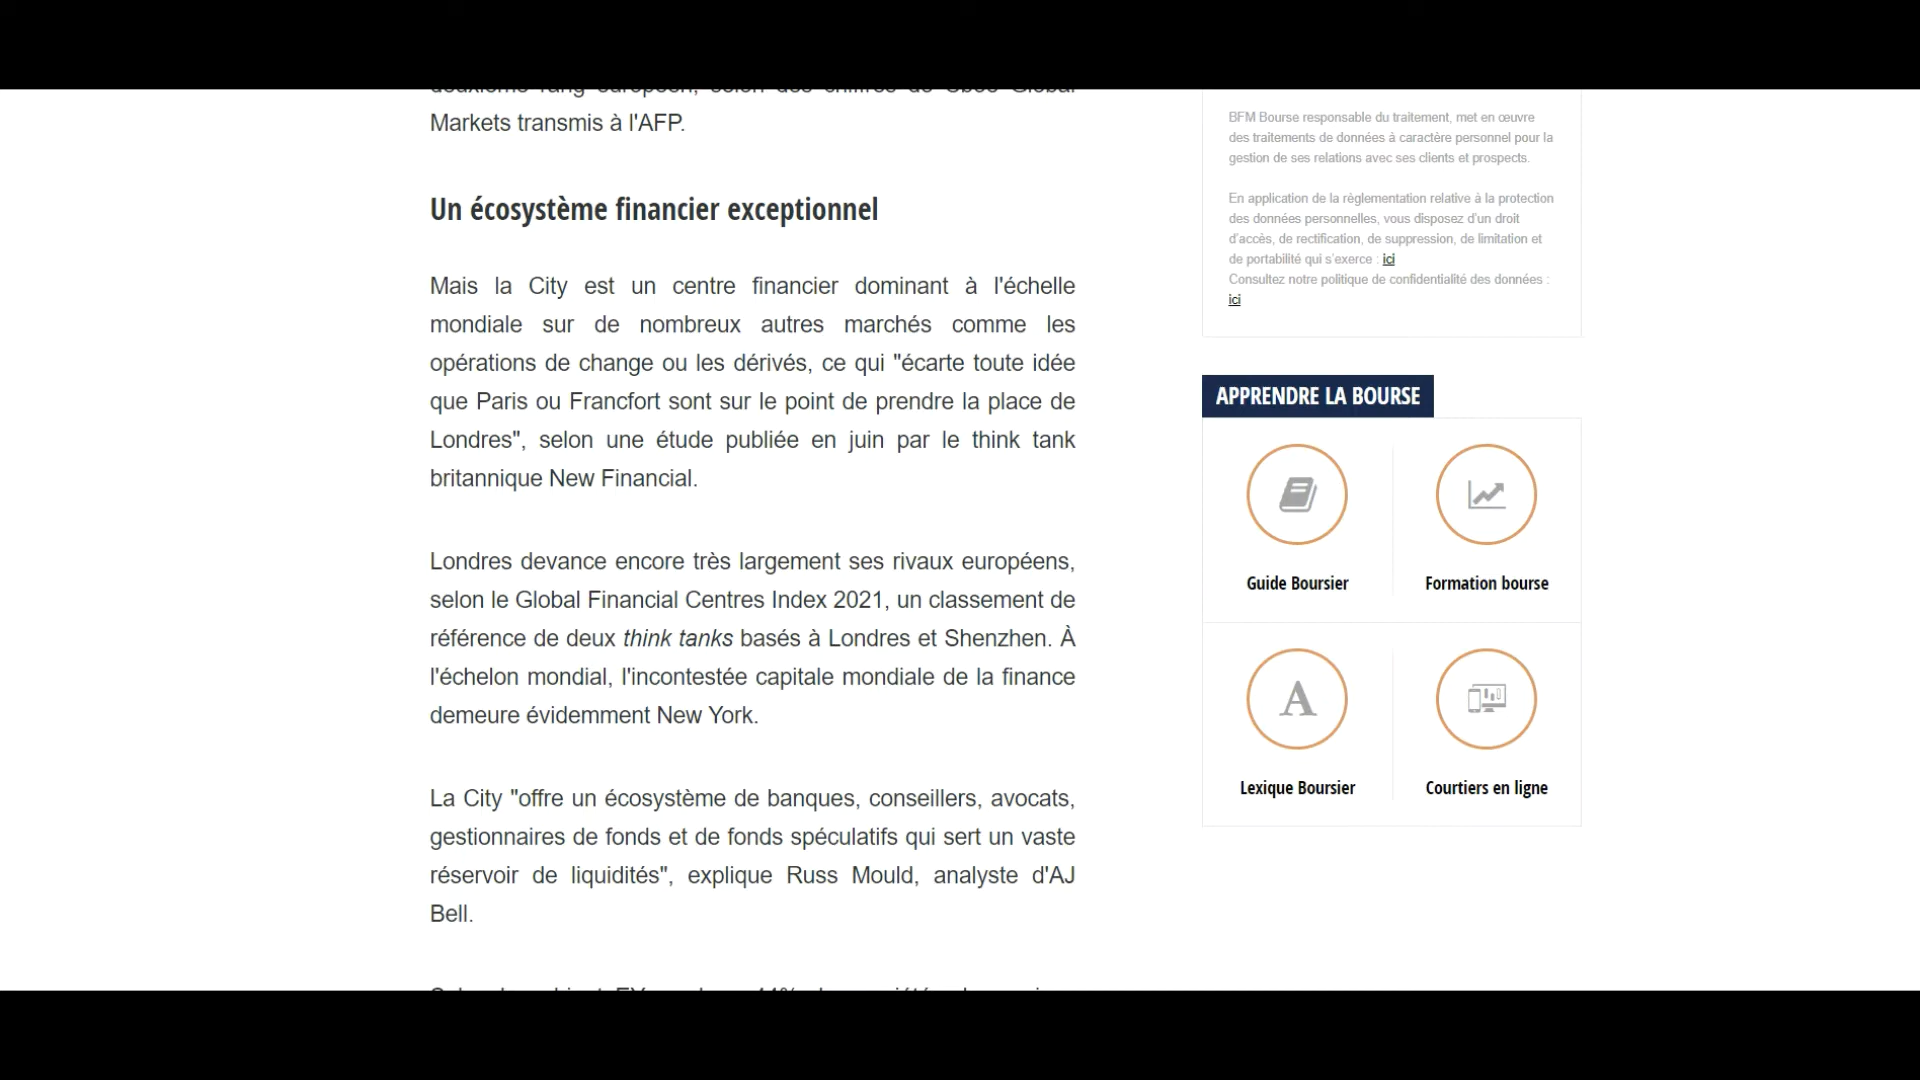 deuxième rang européen, selon des chiffres de Cboe Global
Markets transmis à l'AFP.
Un écosystème financier exceptionnel
Mais la City est un centre financier dominant à l'échelle
mondiale sur de nombreux autres marchés comme les
opérations de change ou les dérivés, ce qui "écarte toute idée
que Paris ou Francfort sont sur le point de prendre la place de
Londres", selon une étude publiée en juin par le think tank
britannique New Financial.
Londres devance encore très largement ses rivaux européens,
selon le Global Financial Centres Index 2021, un classement de
référence de deux think tanks basés à Londres et Shenzhen. À
l'échelon mondial, l'incontestée capitale mondiale de la finance
demeure évidemment New York.
La City "offre un écosystème de banques, conseillers, avocats,
gestionnaires de fonds et de fonds spéculatifs qui sert un vaste
réservoir de liquidités", explique Russ Mould, analyste d'AJ
Bell.
BFM Bourse responsable du traitement, met en œuvre
des traitements de données à caractère personnel pour la
gestion de ses relations avec ses clients et prospects.
En application de la règlementation relative à la protection
des données personnelles, vous disposez d'un droit
d'accès, de rectification, de suppression, de limitation et
de portabilité qui s'exerce : ici
Consultez notre politique de confidentialité des données :
ici
APPRENDRE LA BOURSE
Guide Boursier
Formation bourse
A
Lexique Boursier
Courtiers en ligne